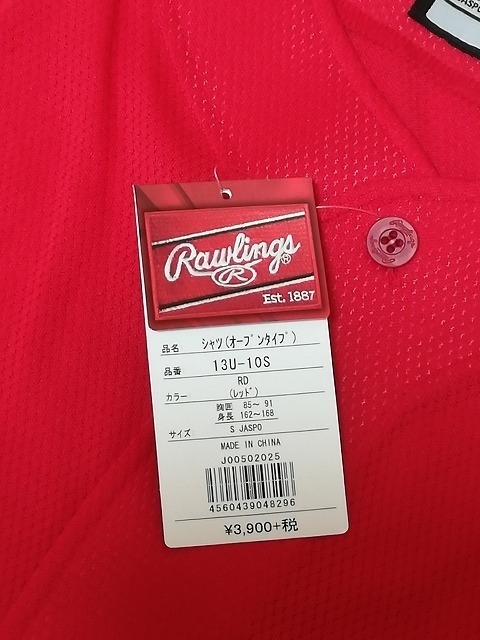 JASPO
Rawlings®
R
Est. 1887
品名 シャツ(オープンタイプ)
品番 13U-10S
RD
カラー (レッド)
胸囲 85～ 91
身長 162～168
サイズ S JASPO
MADE IN CHINA
J00502025
4560439048296
¥3,900+税